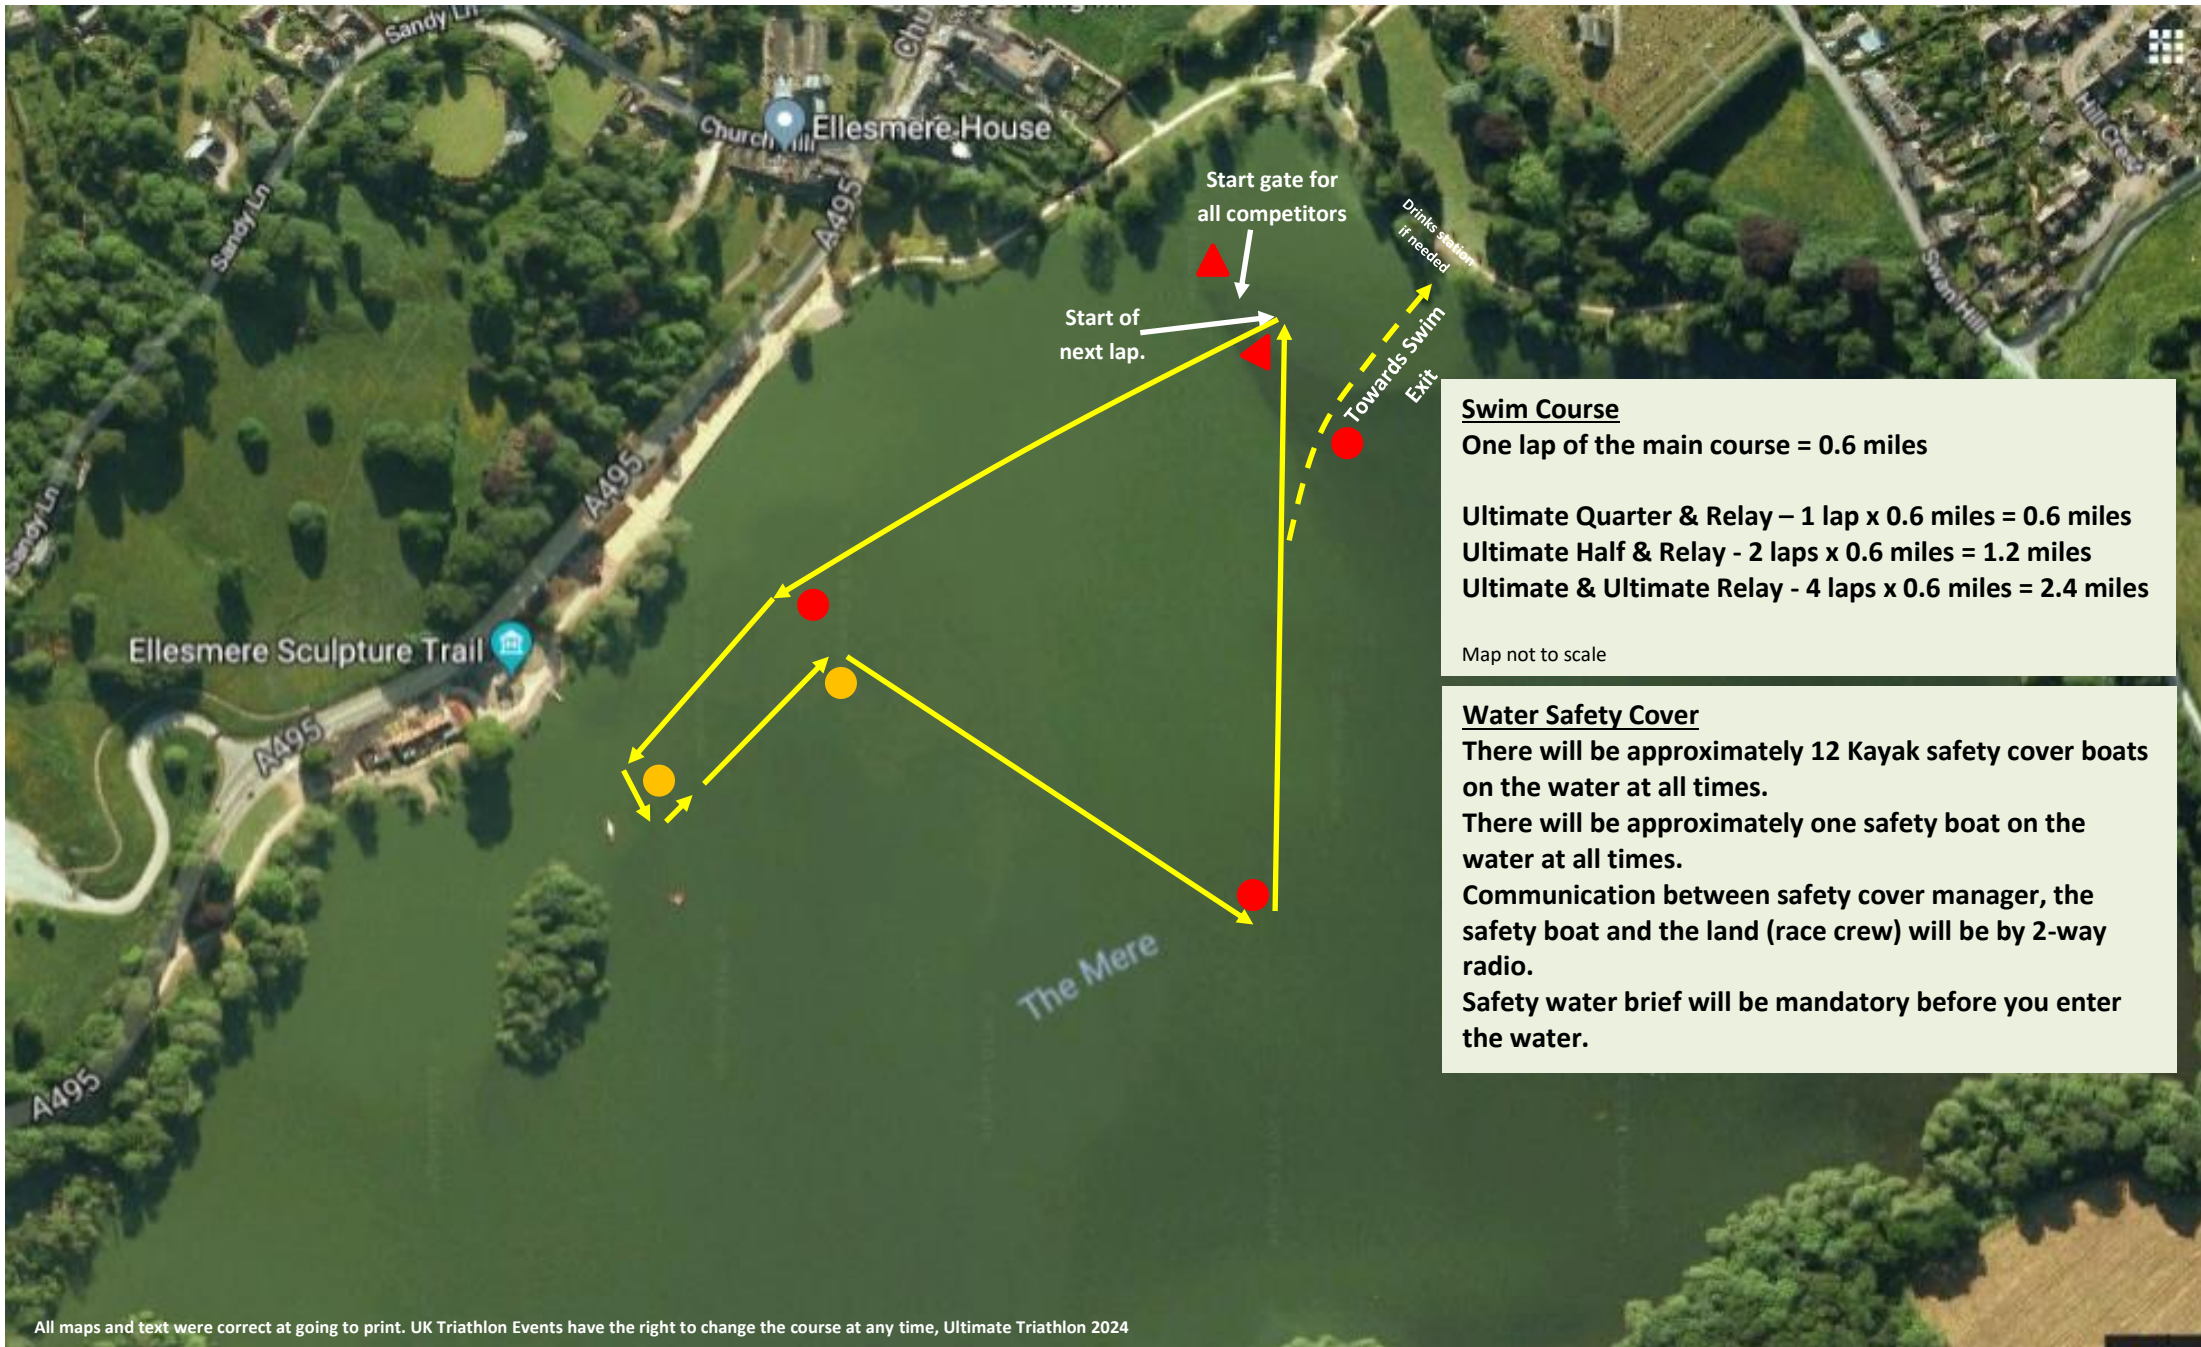 Sandy Ln
Ellesmere House
Church Hill
A495
Sandy Ln
Start gate for
all competitors
Drinks station
if needed
Hill Crest
Swan Hill
Start of
next lap.
Towards Swim
Exit
A495
Sandy Ln
Swim Course
One lap of the main course = 0.6 miles
Ultimate Quarter & Relay – 1 lap x 0.6 miles = 0.6 miles
Ultimate Half & Relay - 2 laps x 0.6 miles = 1.2 miles
Ultimate & Ultimate Relay - 4 laps x 0.6 miles = 2.4 miles
Map not to scale
Ellesmere Sculpture Trail
A495
Water Safety Cover
There will be approximately 12 Kayak safety cover boats
on the water at all times.
There will be approximately one safety boat on the
water at all times.
Communication between safety cover manager, the
safety boat and the land (race crew) will be by 2-way
radio.
Safety water brief will be mandatory before you enter
the water.
The Mere
A495
All maps and text were correct at going to print. UK Triathlon Events have the right to change the course at any time, Ultimate Triathlon 2024